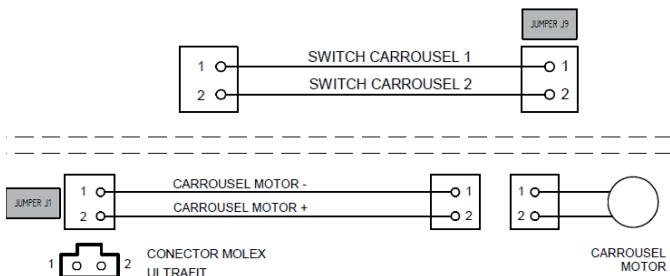 JUMPER J9
SWITCH CARROUSEL 1
1 1
SWITCH CARROUSEL 2
2 2
CARROUSEL MOTOR -
1 1 1
JUMPER J1
CARROUSEL MOTOR +
2 2 2
CONECTOR MOLEX
1 2
ULTRAFIT
CARROUSEL
MOTOR